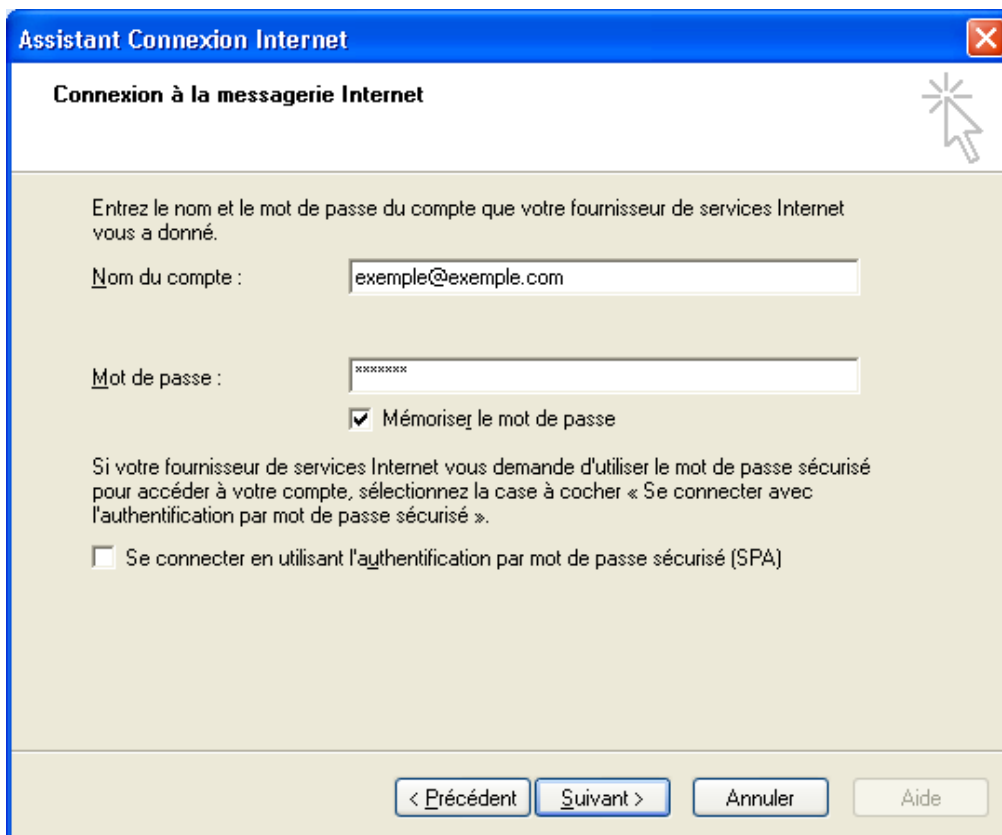 Assistant Connexion Internet
Connexion à la messagerie Internet
Entrez le nom et le mot de passe du compte que votre fournisseur de services Internet
vous a donné.
Nom du compte :
exemple@exemple.com
Mot de passe :
*******
Mémoriser le mot de passe
Si votre fournisseur de services Internet vous demande d'utiliser le mot de passe sécurisé
pour accéder à votre compte, sélectionnez la case à cocher « Se connecter avec
l'authentification par mot de passe sécurisé ».
Se connecter en utilisant l'authentification par mot de passe sécurisé (SPA)
< Précédent
Suivant >
Annuler
Aide